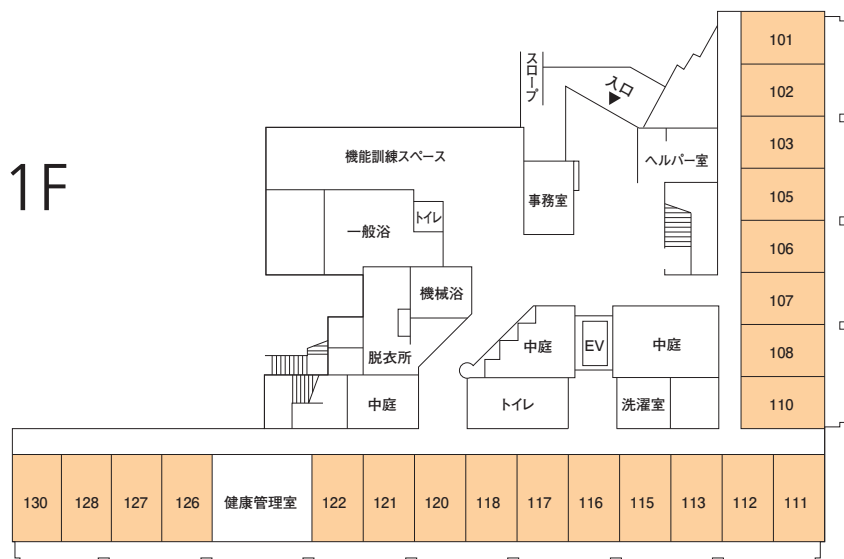 1F
スロープ
入口
101
102
機能訓練スペース
103
ヘルパー室
事務室
105
トイレ
一般浴
106
機械浴
107
脱衣所
中庭
EV
中庭
108
中庭
トイレ
洗濯室
110
130
128
127
126
健康管理室
122
121
120
118
117
116
115
113
112
111